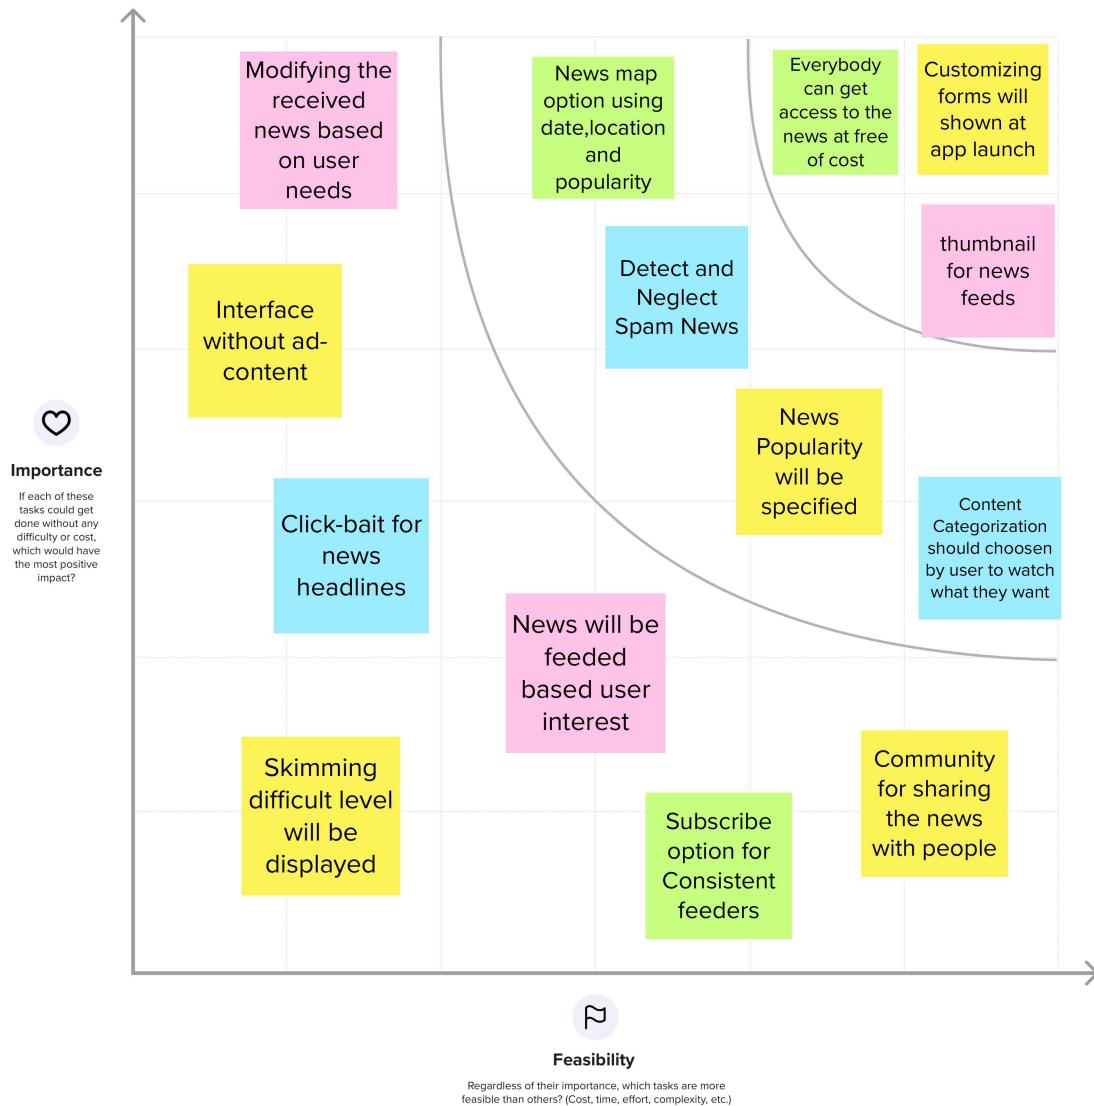 Modifying the
received
news based
on user
needs
News map
option using
date,location
and
popularity
Everybody
can get
access to the
news at free
of cost
Customizing
forms will
shown at
app launch
thumbnail
for news
feeds
Detect and
Neglect
Spam News
Interface
without ad-
content
News
Popularity
will be
specified
Importance
If each of these
tasks could get
done without any
difficulty or cost,
which would have
the most positive
impact?
Click-bait for
news
headlines
Content
Categorization
should choosen
by user to watch
what they want
News will be
feeded
based user
interest
Skimming
difficult level
will be
displayed
Subscribe
option for
Consistent
feeders
Community
for sharing
the news
with people
Feasibility
Regardless of their importance, which tasks are more
feasible than others? (Cost, time, effort, complexity, etc.)